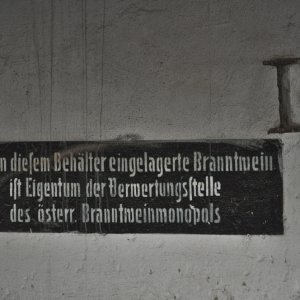 I
n dieſem Behälter eingelagerte Branntwein
iſt Eigentum der Verwertungsſtelle
des österr. Branntweinmonopols